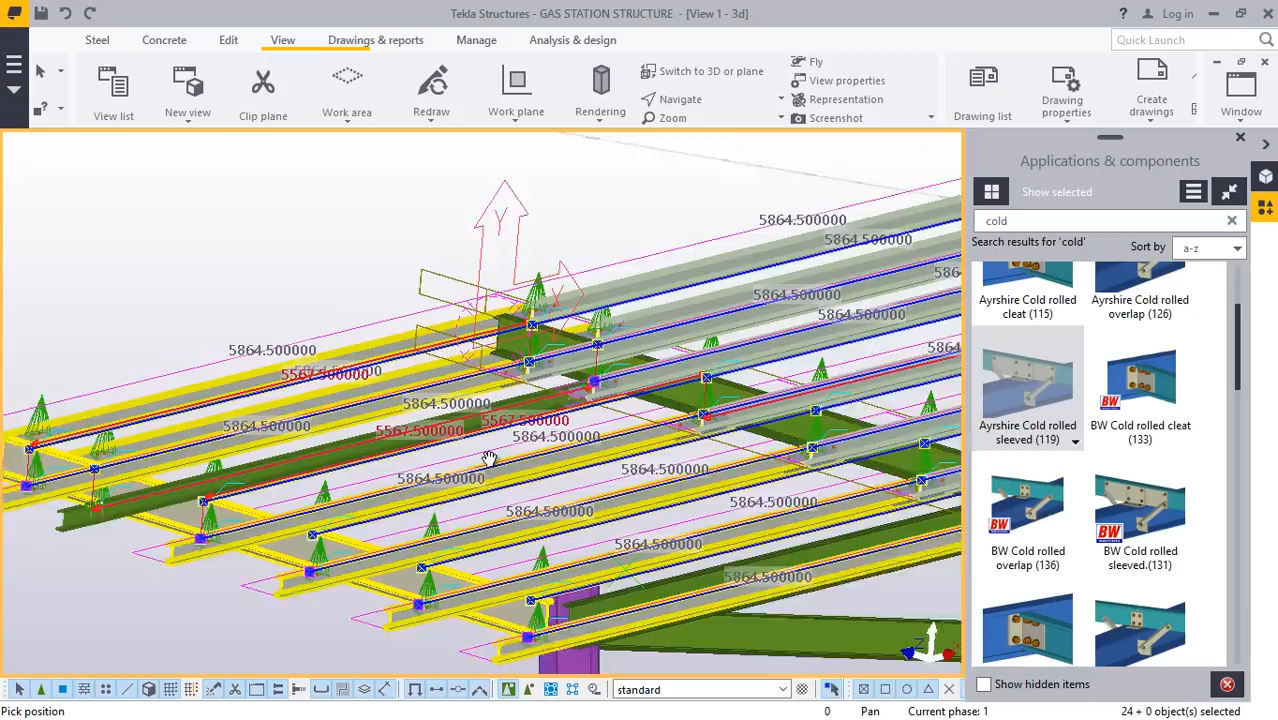 Tekla Structures - GAS STATION STRUCTURE - [View 1 - 3d]
? Log in
Steel Concrete Edit View Drawings & reports Manage Analysis & design
Quick Launch
View list
New view
Clip plane
Work area
Redraw
Work plane
Rendering
Switch to 3D or plane
Navigate
Zoom
Fly
View properties
Representation
Screenshot
Drawing list
Drawing properties
Create drawings
Window
Applications & components
Show selected
cold
Search results for 'cold'
Sort by a-z
Ayrshire Cold rolled cleat (115)
Ayrshire Cold rolled overlap (126)
Ayrshire Cold rolled sleeved (119)
BW Cold rolled cleat (133)
BW Cold rolled overlap (136)
BW Cold rolled sleeved.(131)
BW
BW
BW
Show hidden items
Y
5864.500000
5864.500000
5864.500000
5864.500000
5864.500000
5567.500000
5864.500000
5864.500000
5567.500000
5567.500000
5864.500000
5864.500000
5864.500000
5864.500000
5864.500000
5864.500000
5864.500000
standard
Pick position
0 Pan Current phase: 1 24 + 0 object(s) selected